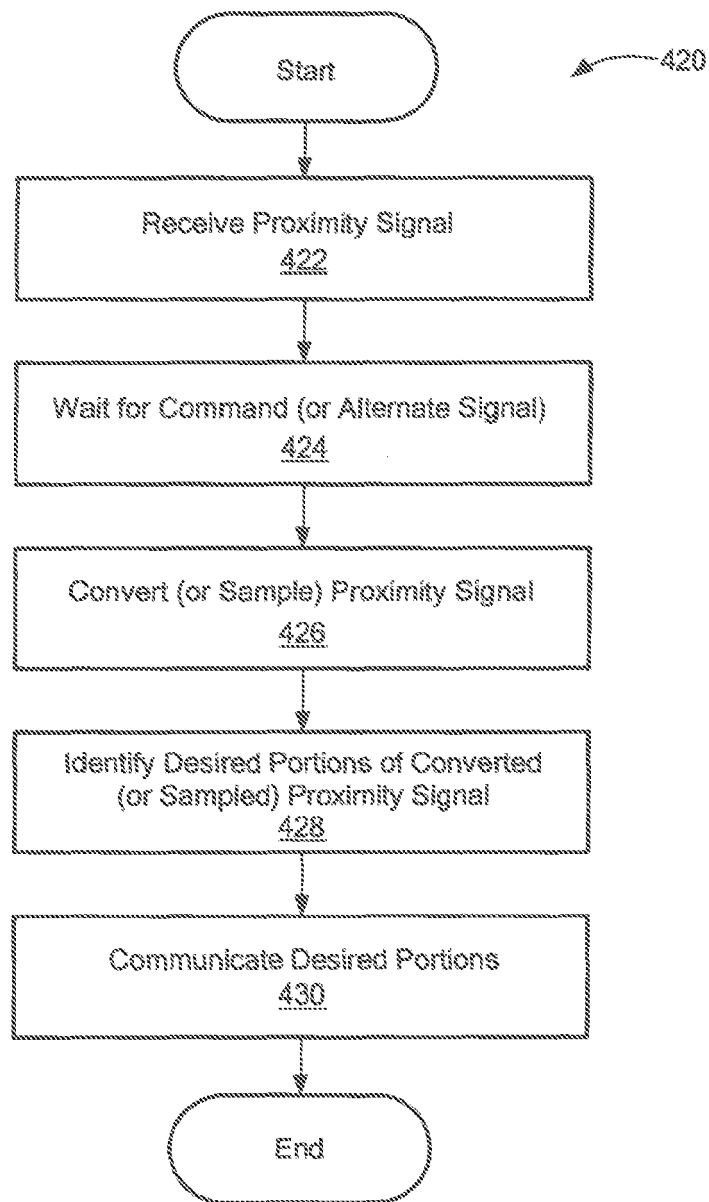 Start
420
Receive Proximity Signal
422
Wait for Command (or Alternate Signal)
424
Convert (or Sample) Proximity Signal
426
Identify Desired Portions of Converted
(or Sampled) Proximity Signal
428
Communicate Desired Portions
430
End